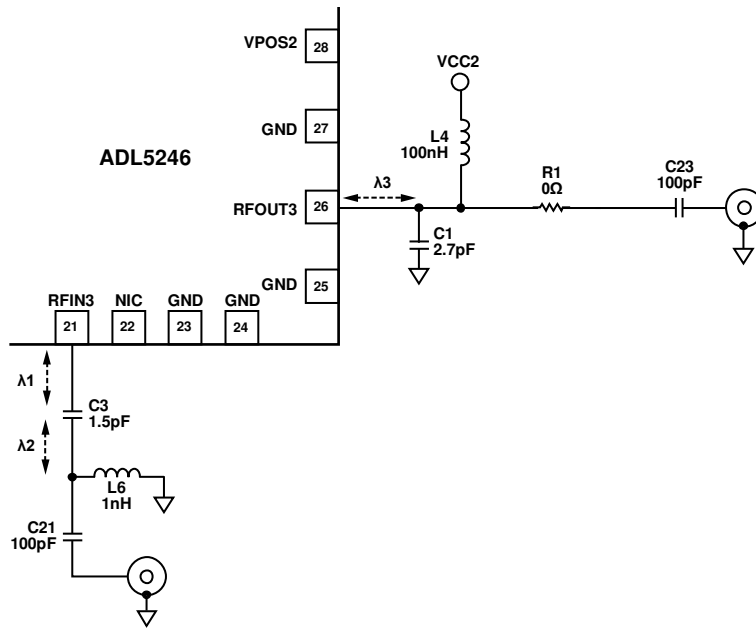 VPOS2
28
VCC2
GND
27
L4
100nH
ADL5246
λ3
R1
0Ω
C23
100pF
RFOUT3
26
C1
2.7pF
GND
25
RFIN3
NIC
GND
GND
21
22
23
24
λ1
C3
1.5pF
λ2
L6
1nH
C21
100pF